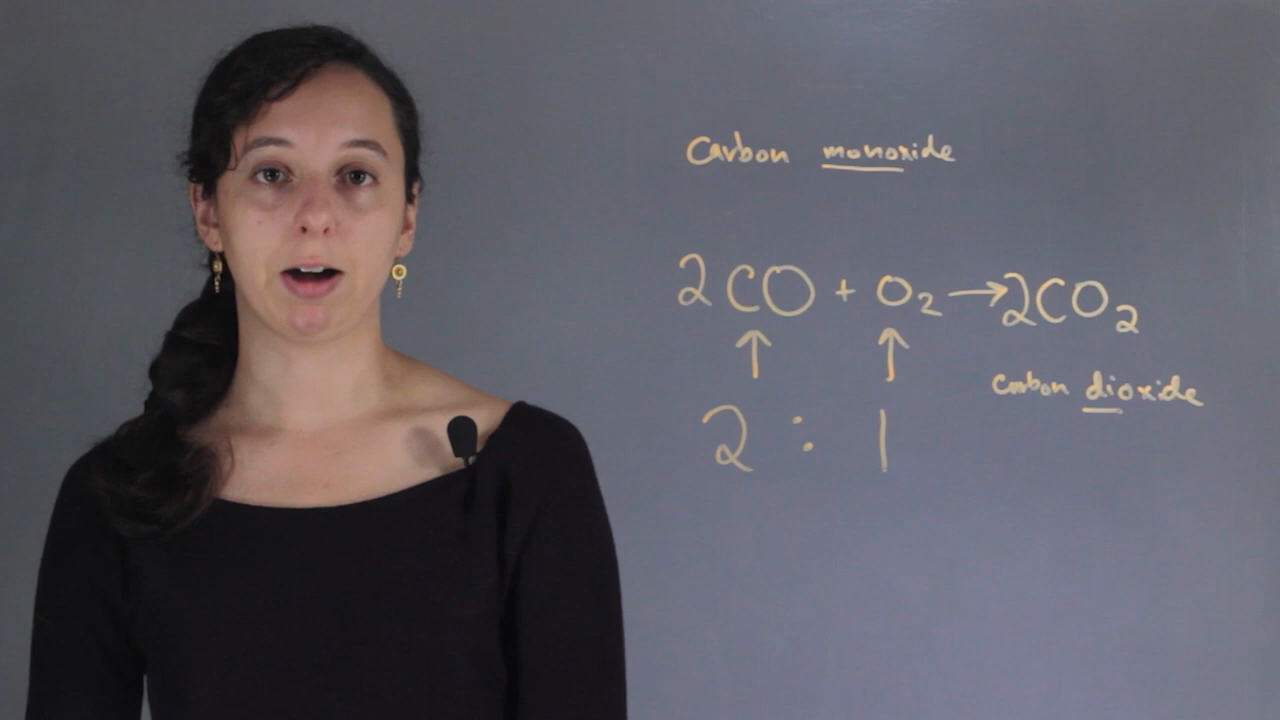 Carbon monoxide
2CO + O₂ → 2CO₂
↑ ↑
carbon dioxide
2 : 1